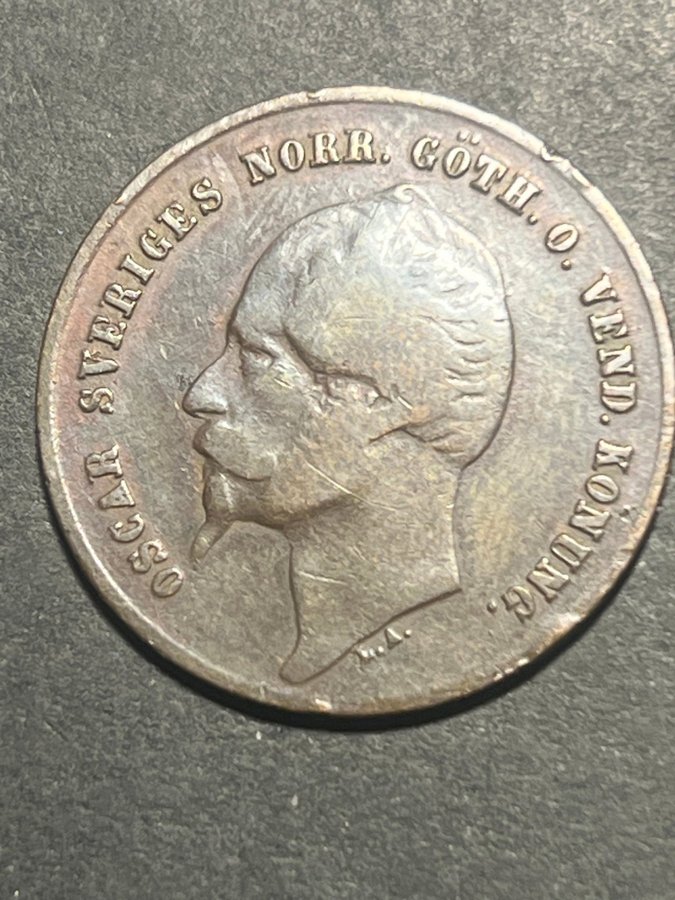 OSCAR SVERIGES NORR. GÖTH. O. VEND. KONUNG.
L.A.